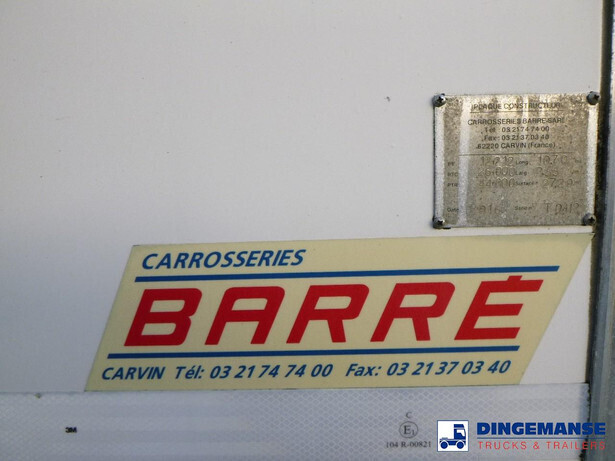 CARROSSERIES BARRE SARL
Tél : 03 21 74 74 00
Fax: 03 21 37 03 40
62220 CARVIN (France)
CARROSSERIES
BARRÉ
CARVIN Tél: 03 21 74 74 00 Fax: 03 21 37 03 40
3M
C
E1
104 R-00821
DINGEMANSE
TRUCKS & TRAILERS